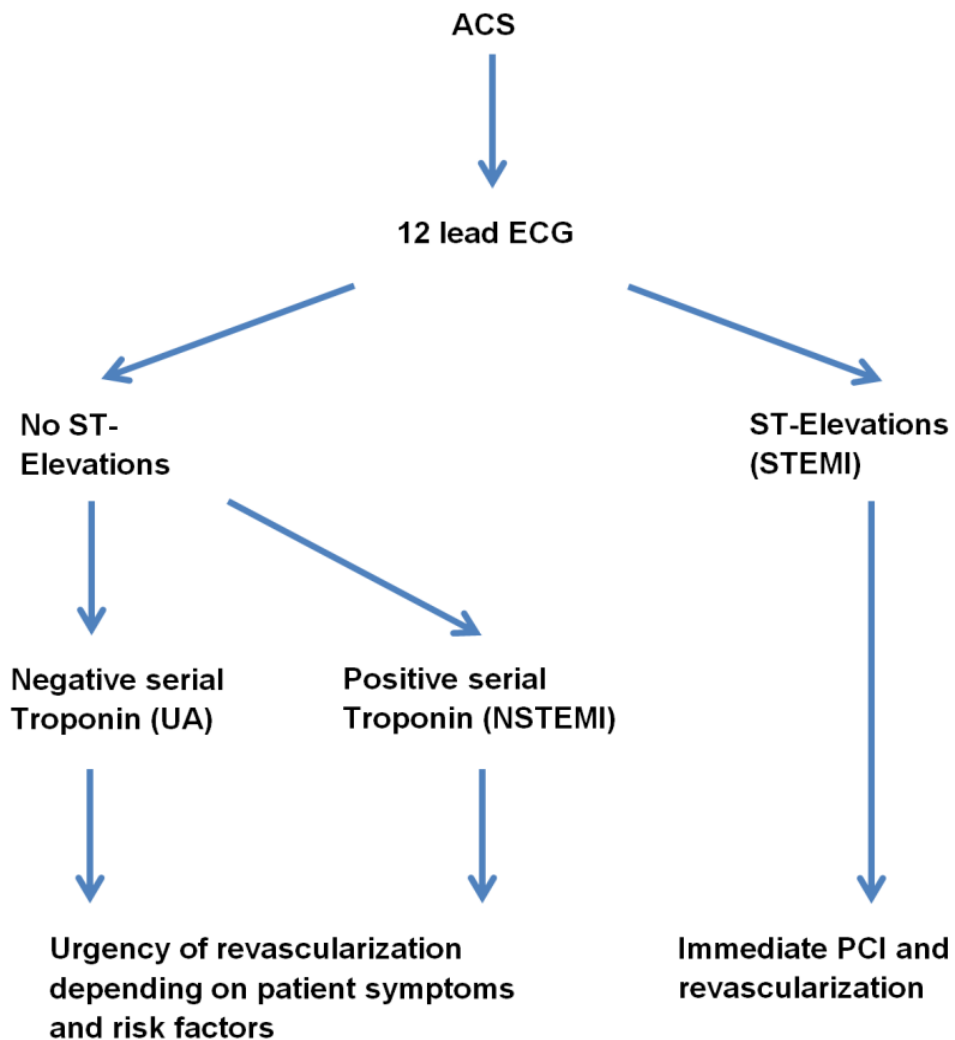 ACS
12 lead ECG
No ST-
Elevations
ST-Elevations
(STEMI)
Negative serial
Troponin (UA)
Positive serial
Troponin (NSTEMI)
Urgency of revascularization
depending on patient symptoms
and risk factors
Immediate PCI and
revascularization